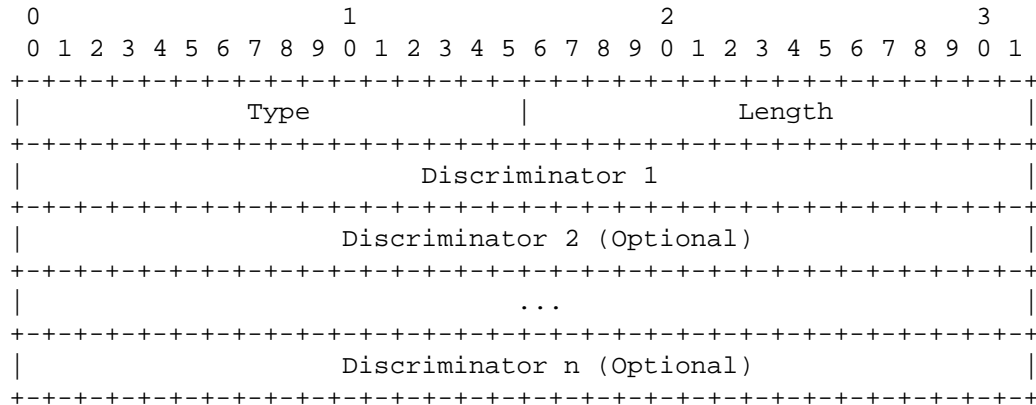 0                   1                   2                   3
 0 1 2 3 4 5 6 7 8 9 0 1 2 3 4 5 6 7 8 9 0 1 2 3 4 5 6 7 8 9 0 1
+-+-+-+-+-+-+-+-+-+-+-+-+-+-+-+-+-+-+-+-+-+-+-+-+-+-+-+-+-+-+-+-+
|              Type             |             Length            |
+-+-+-+-+-+-+-+-+-+-+-+-+-+-+-+-+-+-+-+-+-+-+-+-+-+-+-+-+-+-+-+-+
|                         Discriminator 1                       |
+-+-+-+-+-+-+-+-+-+-+-+-+-+-+-+-+-+-+-+-+-+-+-+-+-+-+-+-+-+-+-+-+
|                    Discriminator 2 (Optional)                 |
+-+-+-+-+-+-+-+-+-+-+-+-+-+-+-+-+-+-+-+-+-+-+-+-+-+-+-+-+-+-+-+-+
|                               ...                             |
+-+-+-+-+-+-+-+-+-+-+-+-+-+-+-+-+-+-+-+-+-+-+-+-+-+-+-+-+-+-+-+-+
|                    Discriminator n (Optional)                 |
+-+-+-+-+-+-+-+-+-+-+-+-+-+-+-+-+-+-+-+-+-+-+-+-+-+-+-+-+-+-+-+-+